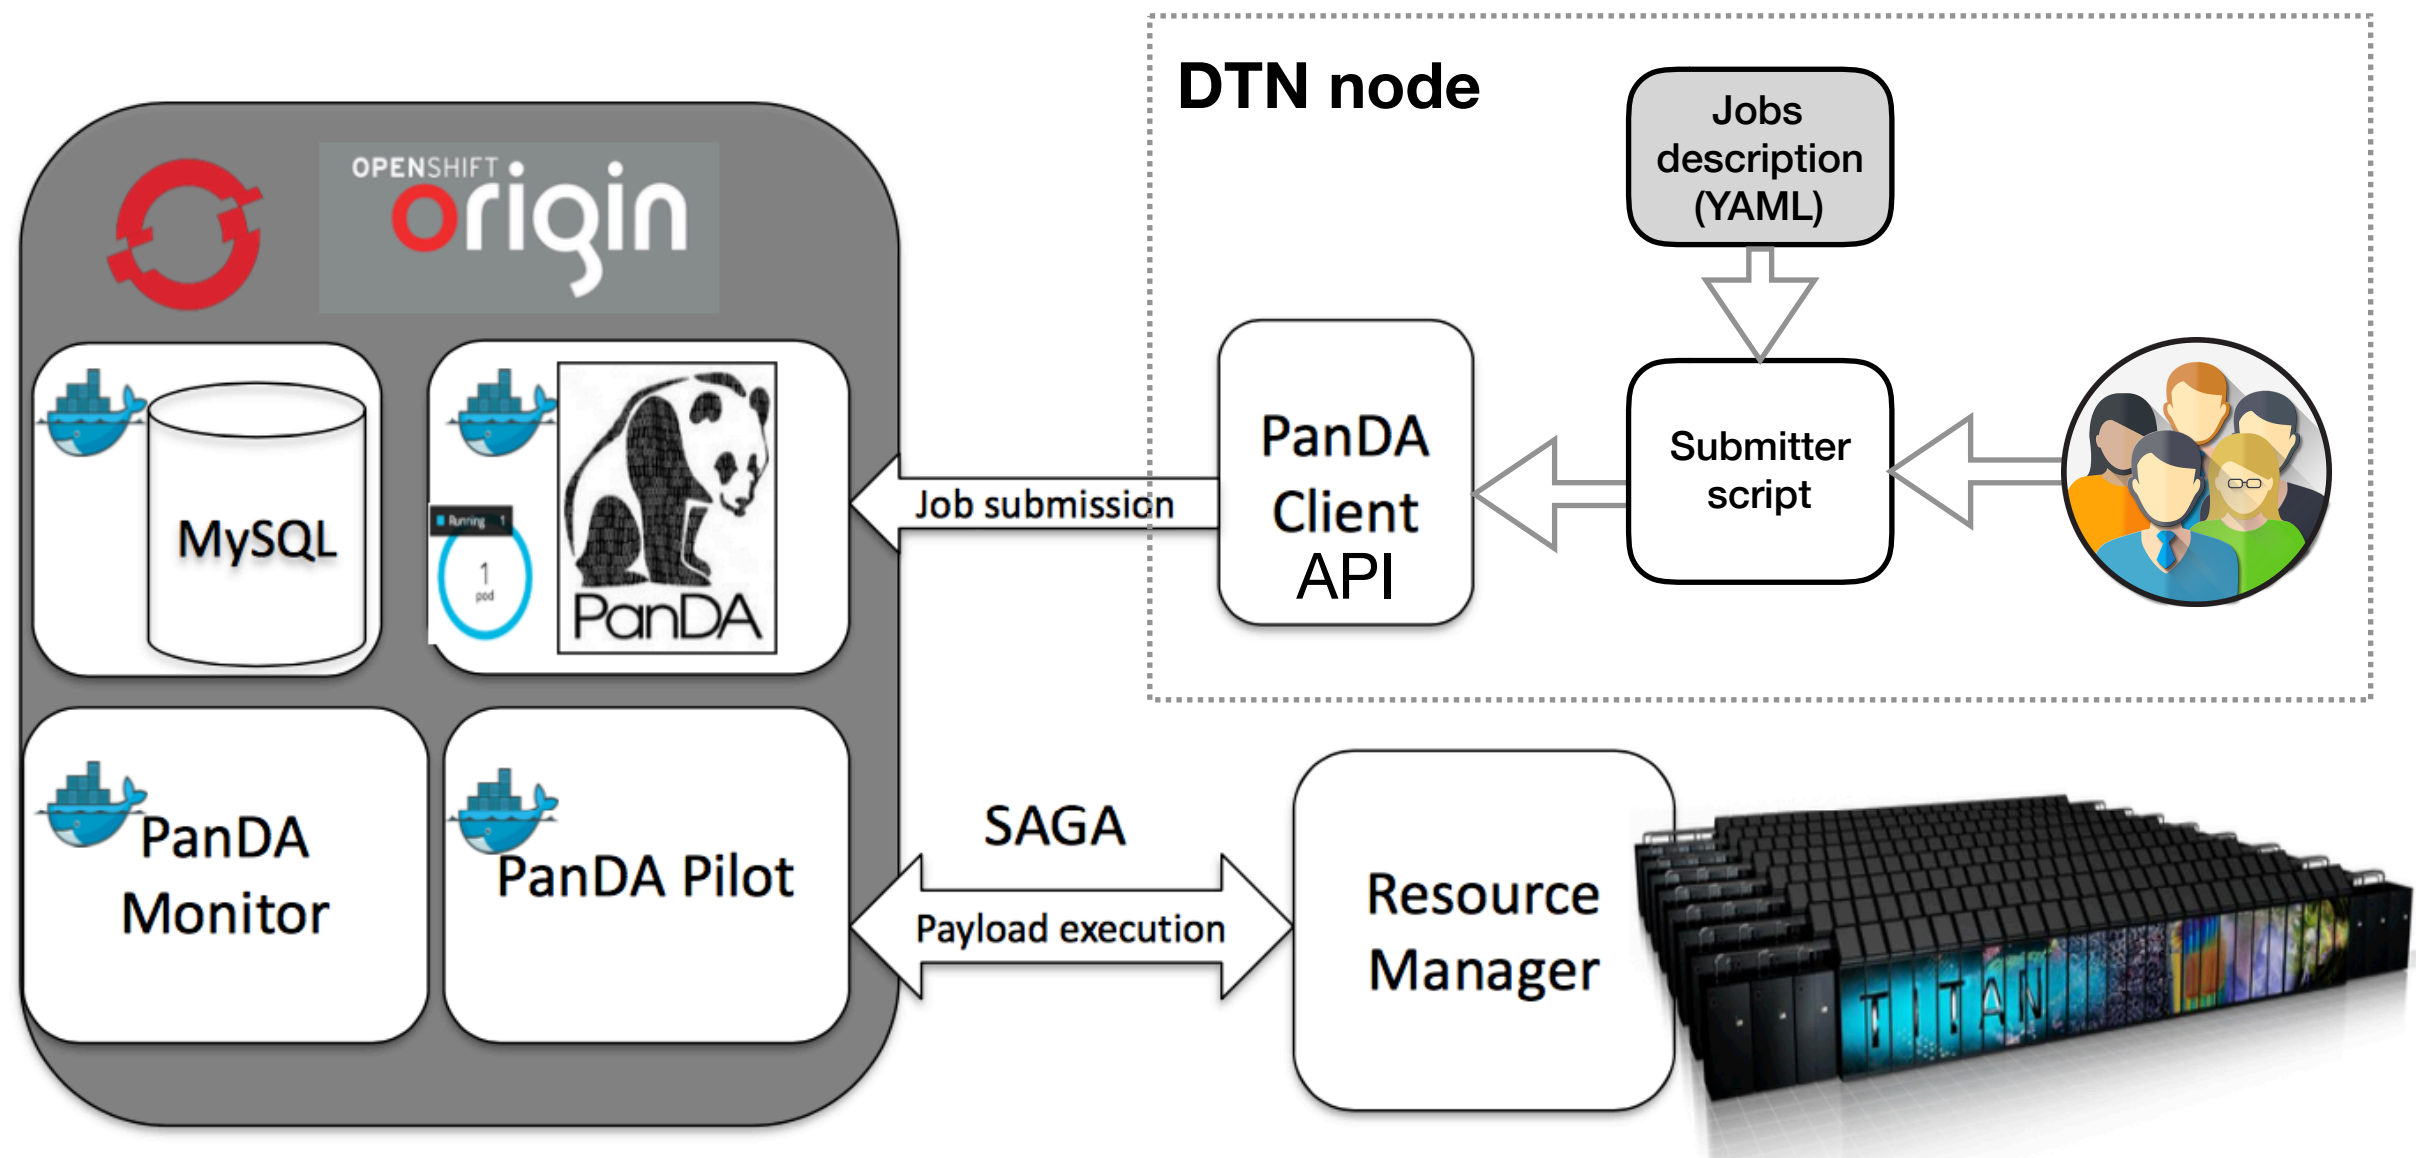 DTN node
Jobs
description
(YAML)
OPENSHIFT
origin
MySQL
Running 1
1
pod
PanDA
Job submission
PanDA
Client
API
Submitter
script
PanDA
Monitor
PanDA Pilot
SAGA
Payload execution
Resource
Manager
TITAN